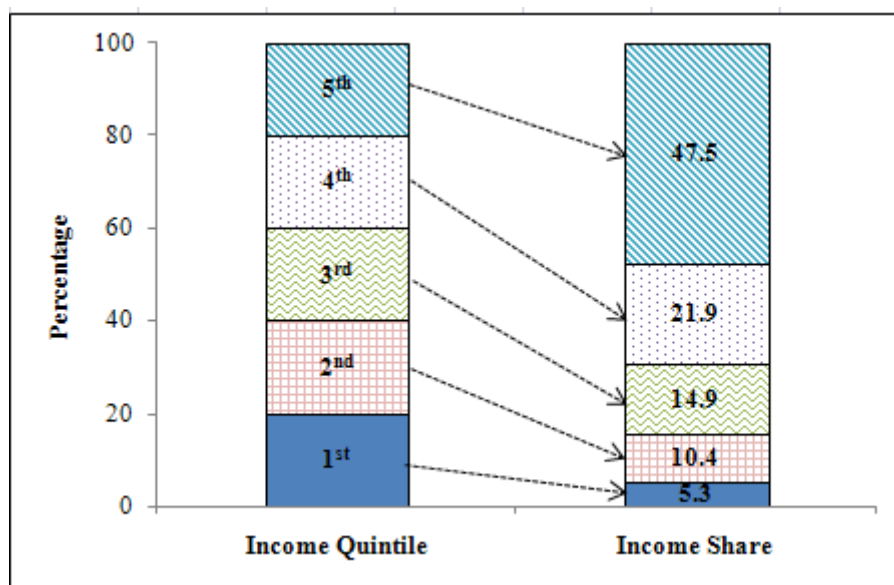 100
80
60
40
20
0
Percentage
5th
4th
3rd
2nd
1st
47.5
21.9
14.9
10.4
5.3
Income Quintile
Income Share